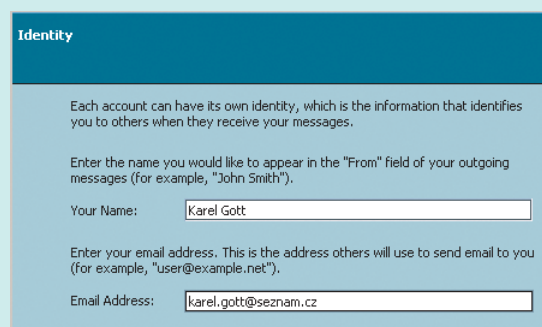 Identity
Each account can have its own identity, which is the information that identifies
you to others when they receive your messages.
Enter the name you would like to appear in the "From" field of your outgoing
messages (for example, "John Smith").
Your Name: Karel Gott
Enter your email address. This is the address others will use to send email to you
(for example, "user@example.net").
Email Address: karel.gott@seznam.cz